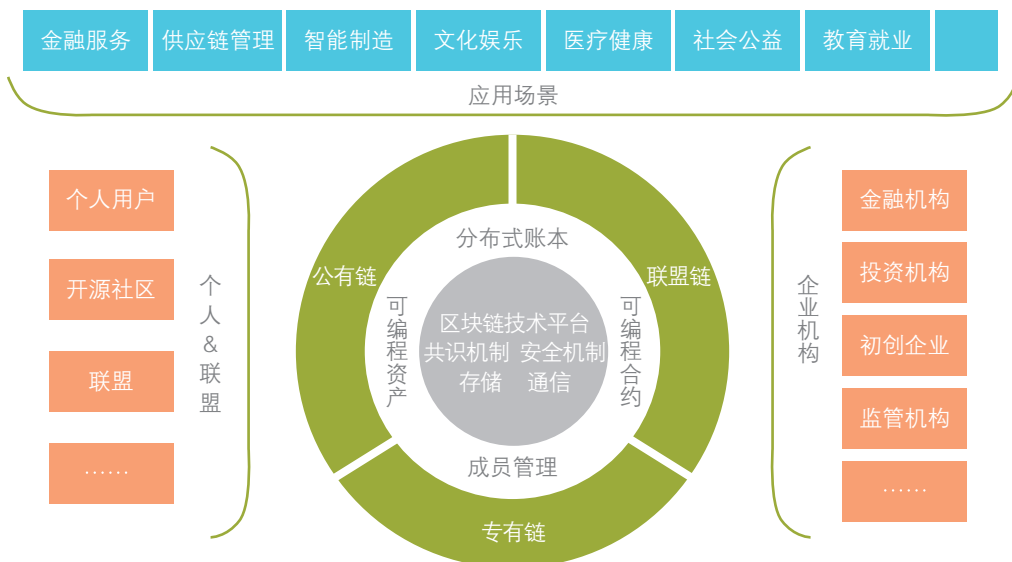 金融服务
供应链管理
智能制造
文化娱乐
医疗健康
社会公益
教育就业
应用场景
个人用户
开源社区
联盟
……
个人&联盟
公有链
联盟链
专有链
分布式账本
可编程资产
可编程合约
成员管理
区块链技术平台
共识机制 安全机制
存储 通信
企业机构
金融机构
投资机构
初创企业
监管机构
……